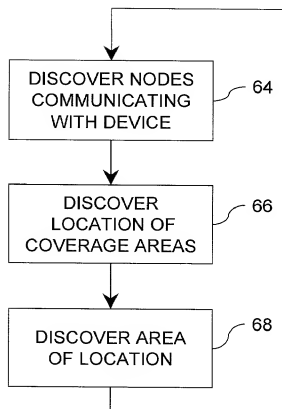 DISCOVER NODES
COMMUNICATING
WITH DEVICE
64
DISCOVER
LOCATION OF
COVERAGE AREAS
66
DISCOVER AREA
OF LOCATION
68